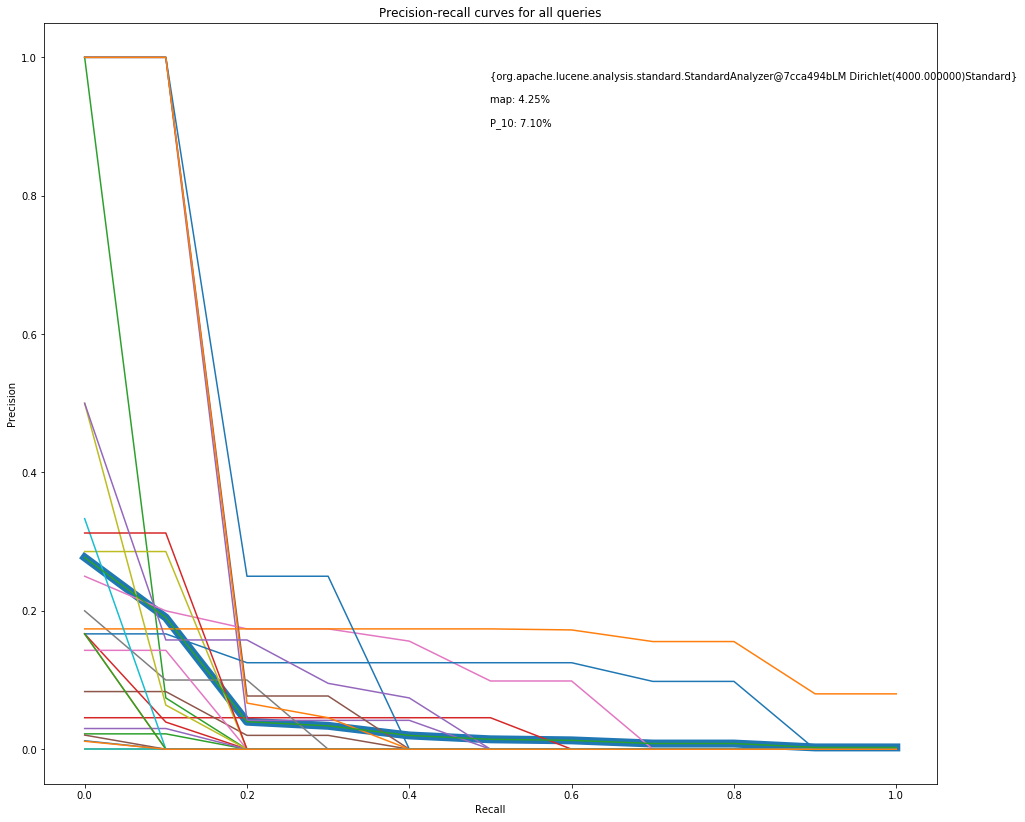 Precision-recall curves for all queries
{org.apache.lucene.analysis.standard.StandardAnalyzer@7cca494bLM Dirichlet(4000.000000)Standard}
map: 4.25%
P_10: 7.10%
1.0
0.8
0.6
0.4
0.2
0.0
Precision
0.0 0.2 0.4 0.6 0.8 1.0
Recall